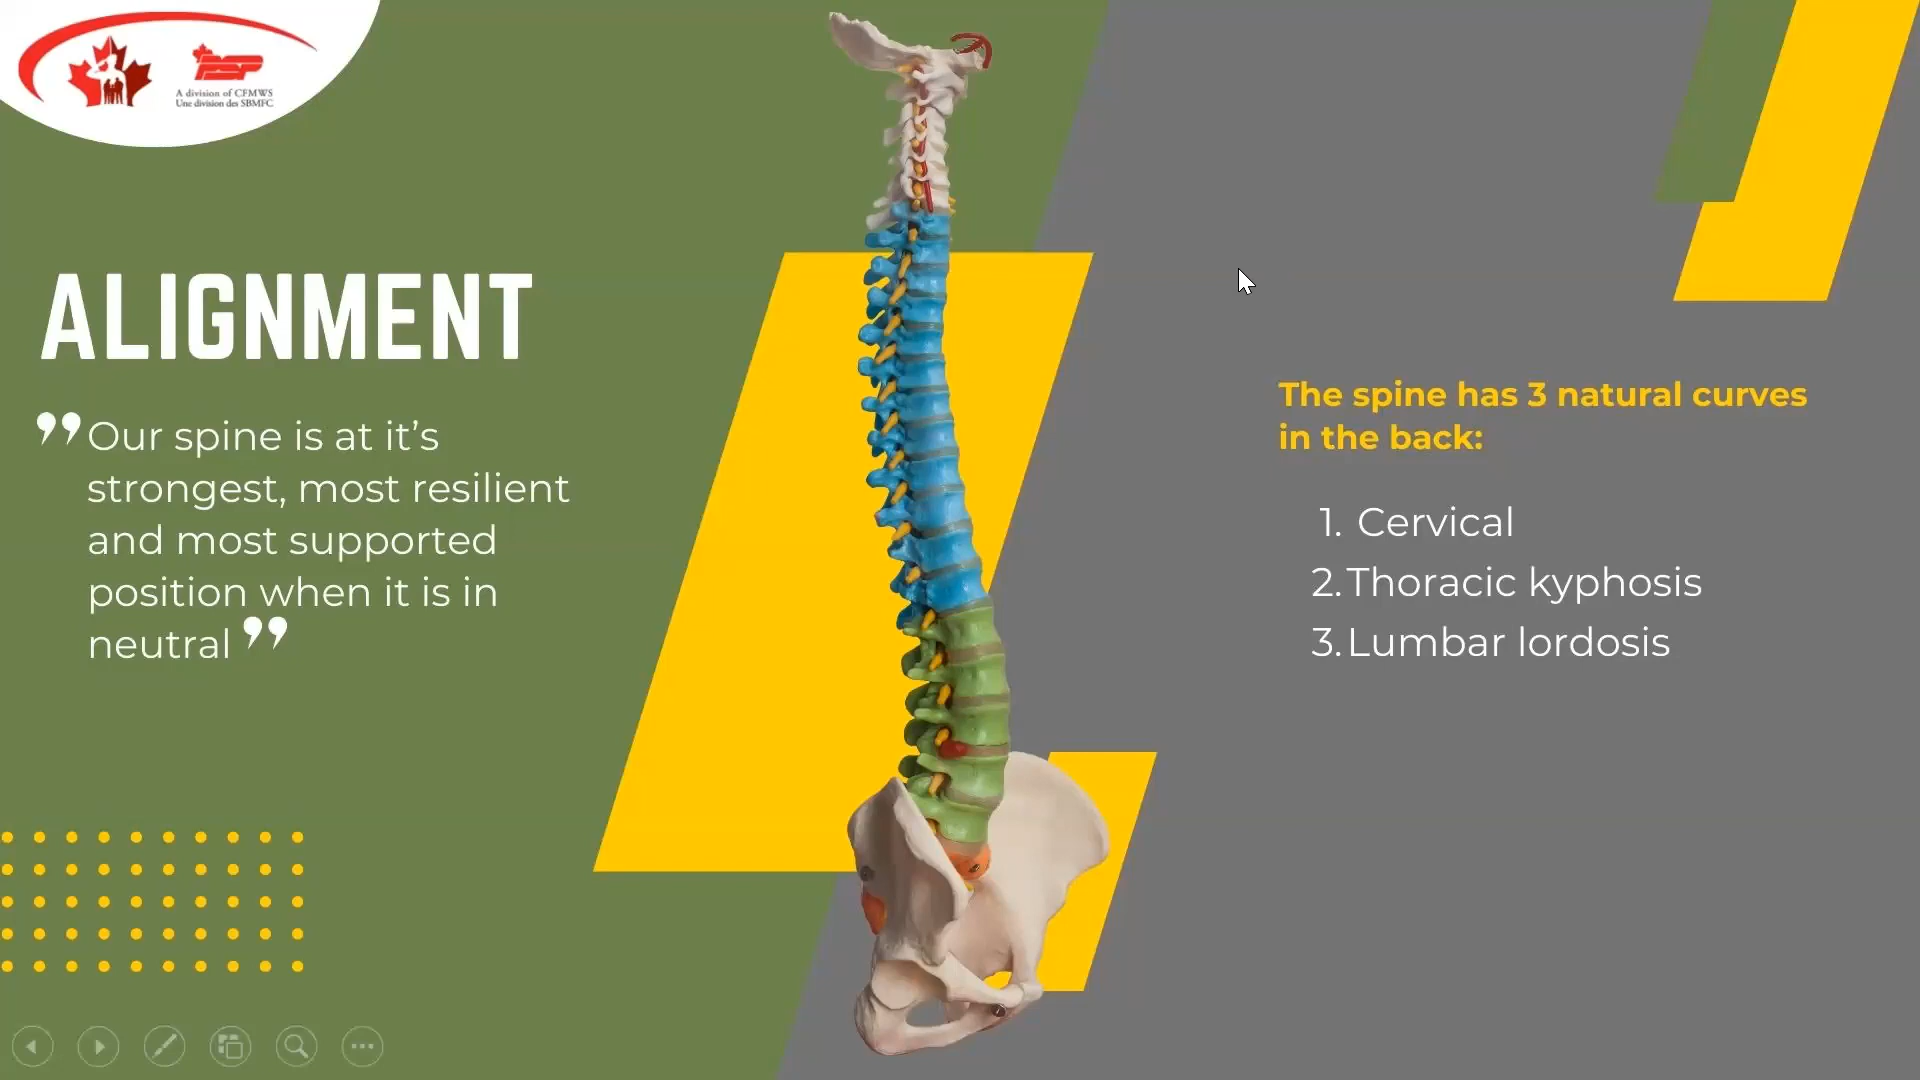 PSP
A division of CFMWS
Une division des SBMFC
ALIGNMENT
”Our spine is at it’s
strongest, most resilient
and most supported
position when it is in
neutral ”
The spine has 3 natural curves
in the back:
1. Cervical
2. Thoracic kyphosis
3. Lumbar lordosis